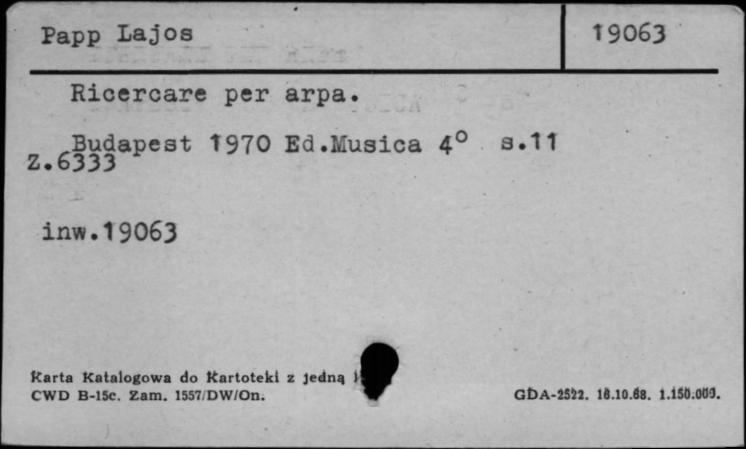 Papp Lajos 19063
Ricercare per arpa.
Budapest 1970 Ed.Musica 4° s.11
Z.6333
inw.19063
Karta Katalogowa do Kartoteki z jedną
CWD B-15c. Zam. 1557/DW/On. GDA-2522. 16.10.68. 1.150.000.